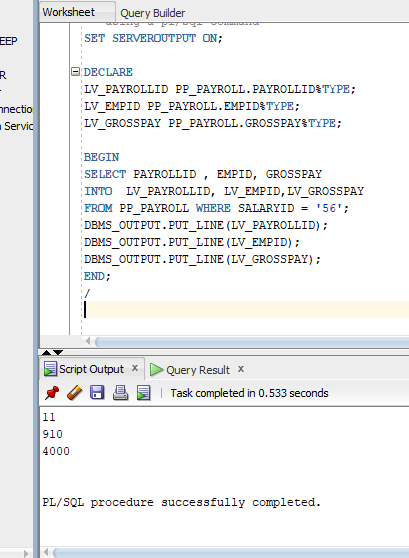 Worksheet Query Builder
using a pl/sql command
EEP
SET SERVEROUTPUT ON;
R
DECLARE
LV_PAYROLLID PP_PAYROLL.PAYROLLID%TYPE;
LV_EMPID PP_PAYROLL.EMPID%TYPE;
nnection
LV_GROSSPAY PP_PAYROLL.GROSSPAY%TYPE;
Servic
BEGIN
SELECT PAYROLLID , EMPID, GROSSPAY
INTO LV_PAYROLLID, LV_EMPID,LV_GROSSPAY
FROM PP_PAYROLL WHERE SALARYID = '56';
DBMS_OUTPUT.PUT_LINE(LV_PAYROLLID);
DBMS_OUTPUT.PUT_LINE(LV_EMPID);
DBMS_OUTPUT.PUT_LINE(LV_GROSSPAY);
END;
/
Script Output x Query Result x
Task completed in 0.533 seconds
11
910
4000
PL/SQL procedure successfully completed.